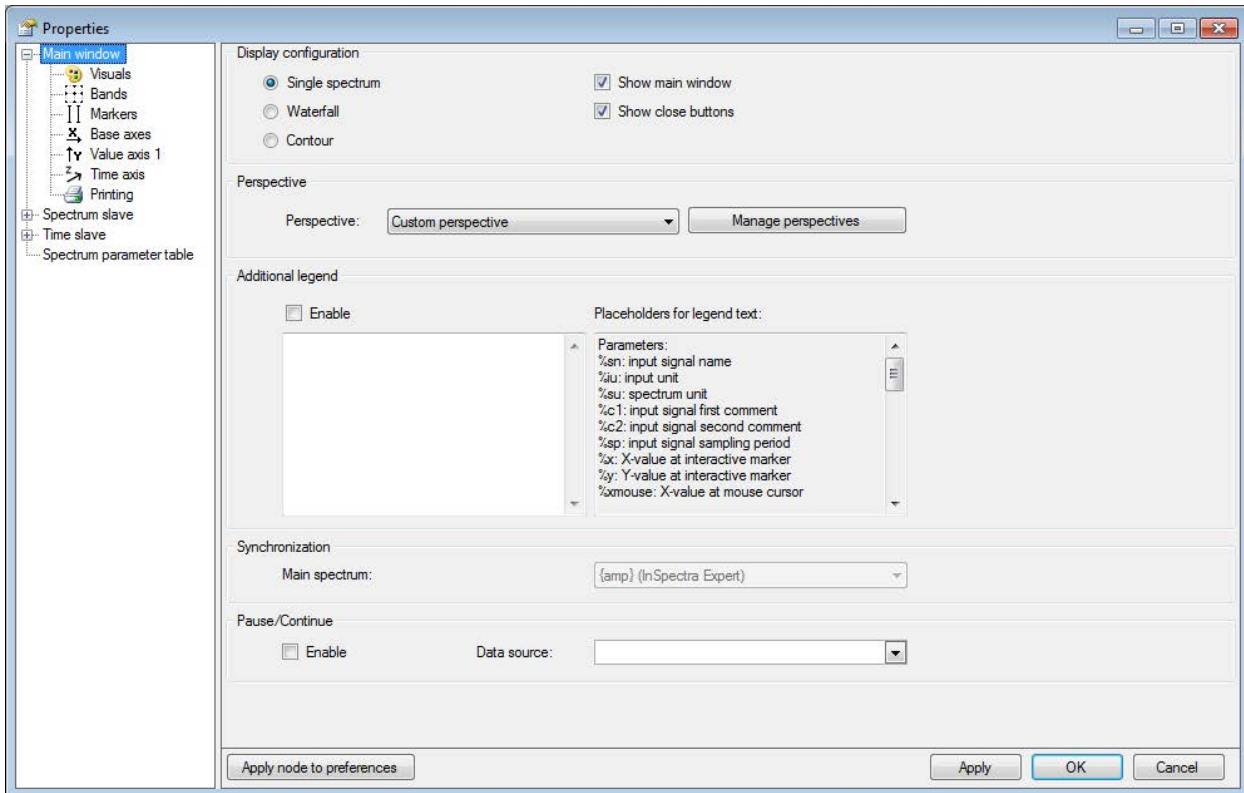 Properties
Main window
Visuals
Bands
Markers
Base axes
Value axis 1
Time axis
Printing
Spectrum slave
Time slave
Spectrum parameter table
Display configuration
Single spectrum
Show main window
Waterfall
Show close buttons
Contour
Perspective
Perspective: Custom perspective Manage perspectives
Additional legend
Enable
Placeholders for legend text:
Parameters:
%sn: input signal name
%iu: input unit
%su: spectrum unit
%c1: input signal first comment
%c2: input signal second comment
%sp: input signal sampling period
%x: X-value at interactive marker
%y: Y-value at interactive marker
%xmouse: X-value at mouse cursor
Synchronization
Main spectrum: {amp} (InSpectra Expert)
Pause/Continue
Enable Data source:
Apply node to preferences Apply OK Cancel